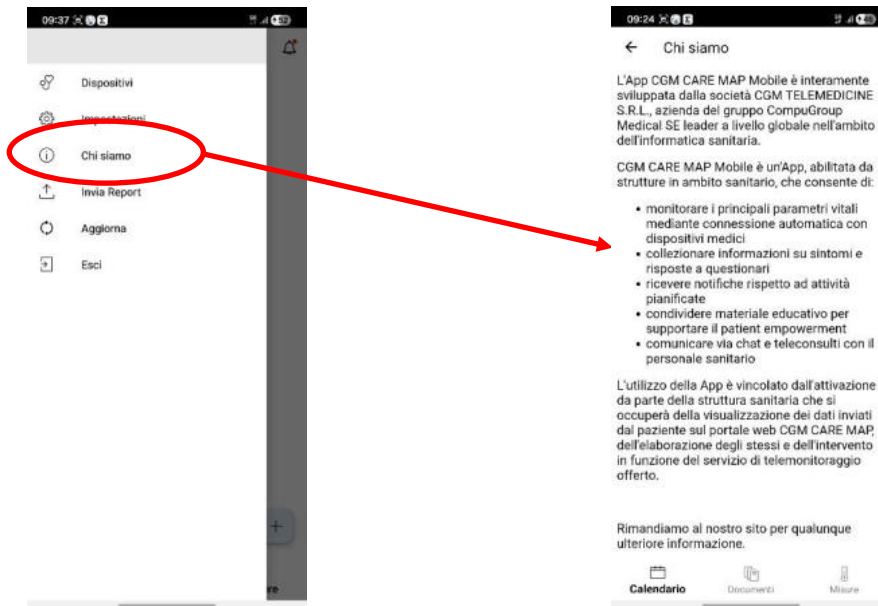 09:37
Dispositivi
Impostazioni
Chi siamo
Invia Report
Aggiorna
Esci
re
09:24
Chi siamo
L'App CGM CARE MAP Mobile è interamente
sviluppata dalla società CGM TELEMEDICINE
S.R.L., azienda del gruppo CompuGroup
Medical SE leader a livello globale nell'ambito
dell'informatica sanitaria.
CGM CARE MAP Mobile è un'App, abilitata da
strutture in ambito sanitario, che consente di:
• monitorare i principali parametri vitali
mediante connessione automatica con
dispositivi medici
• collezionare informazioni su sintomi e
risposte a questionari
• ricevere notifiche rispetto ad attività
pianificate
• condividere materiale educativo per
supportare il patient empowerment
• comunicare via chat e teleconsulti con il
personale sanitario
L'utilizzo della App è vincolato dall'attivazione
da parte della struttura sanitaria che si
occuperà della visualizzazione dei dati inviati
dal paziente sul portale web CGM CARE MAP,
dell'elaborazione degli stessi e dell'intervento
in funzione del servizio di telemonitoraggio
offerto.
Rimandiamo al nostro sito per qualunque
ulteriore informazione.
Calendario
Documenti
Misure